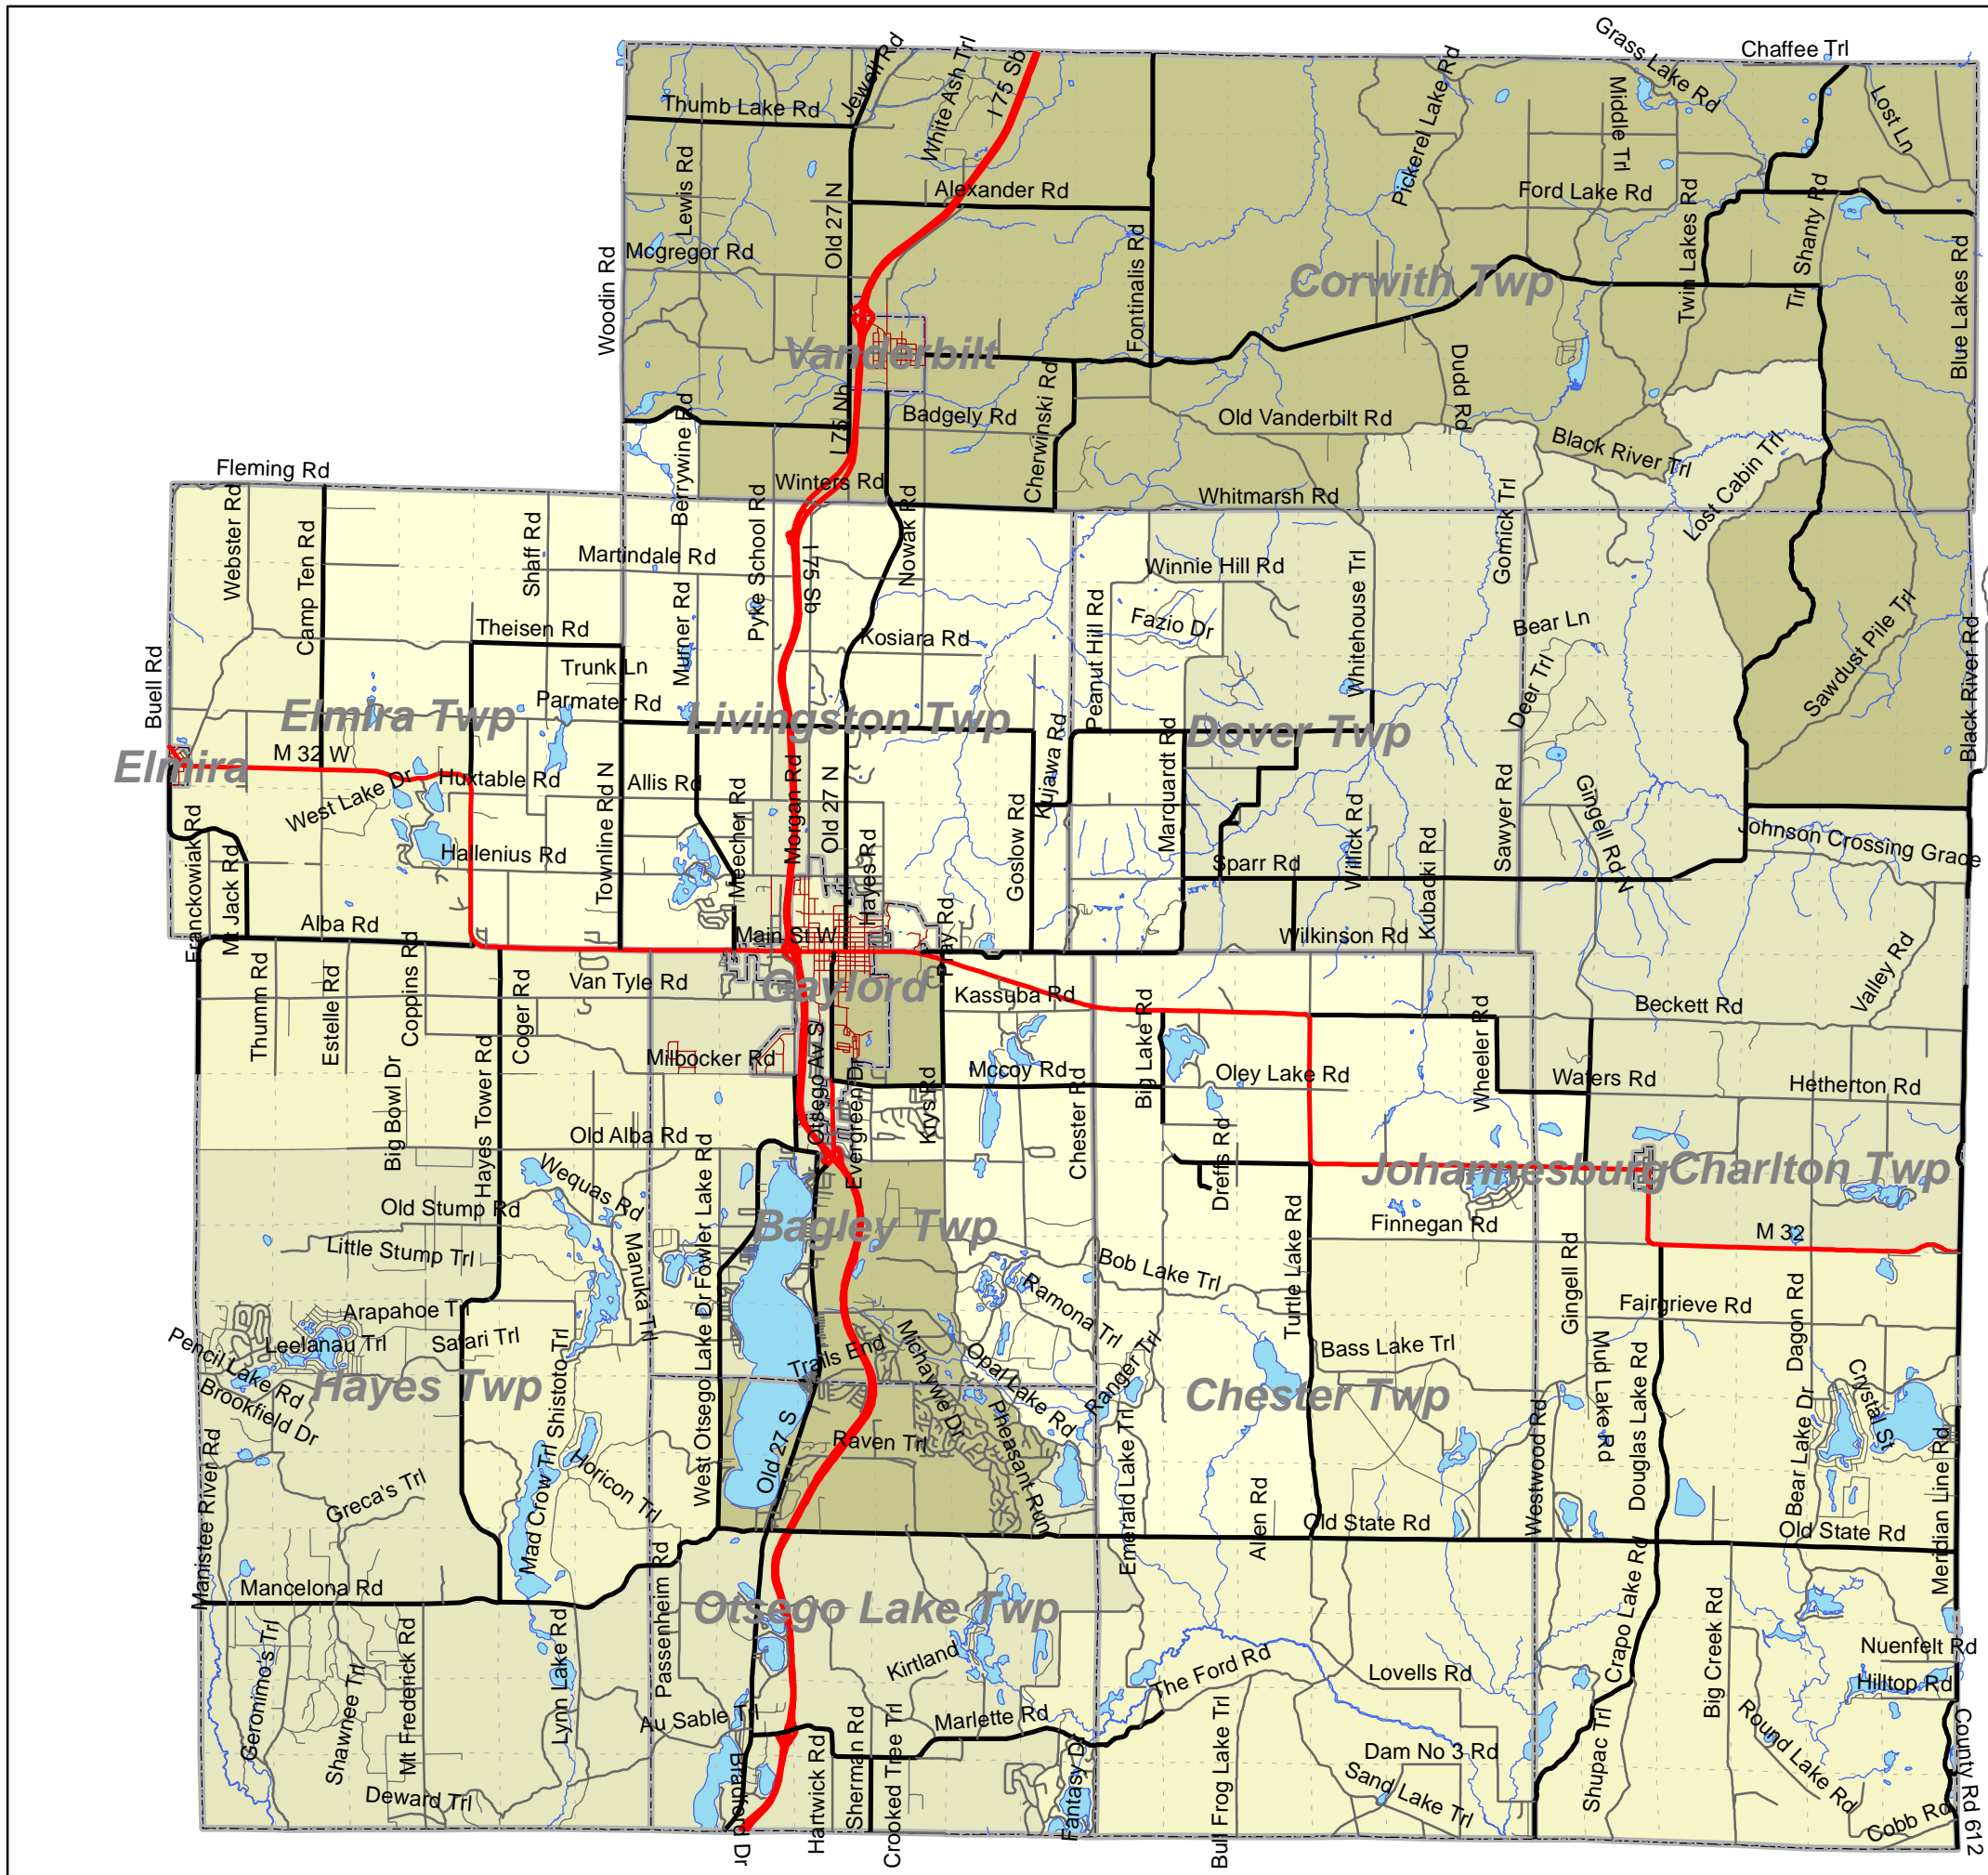 Grass Lake Rd
Chaffee Trl
Jewell Rd
White Ash Trl
I 75 Sb
Pickerel Lake Rd
Middle Trl
Lost Ln
Thumb Lake Rd
Lewis Rd
Old 27 N
Alexander Rd
Ford Lake Rd
Twin Lakes Rd
Tin Shanty Rd
Mcgregor Rd
Woodin Rd
Fontinalis Rd
Corwith Twp
Blue Lakes Rd
Vanderbilt
Cherwinski Rd
Dudd Rd
I 75 Nb
Badgely Rd
Old Vanderbilt Rd
Berrywine Rd
Black River Trl
Lost Cabin Trl
Fleming Rd
Winters Rd
Whitmarsh Rd
Webster Rd
Camp Ten Rd
Shaff Rd
Martindale Rd
Pyke School Rd
I 75 Sb
Nowak Rd
Winnie Hill Rd
Whitehouse Trl
Gornick Trl
Theisen Rd
Murner Rd
Kosiara Rd
Peanut Hill Rd
Fazio Dr
Bear Ln
Sawdust Pile Trl
Black River Rd
Buell Rd
Trunk Ln
Parmater Rd
Deer Trl
Elmira Twp
Livingston Twp
Dover Twp
Elmira
M 32 W
West Lake Dr
Huxtable Rd
Allis Rd
Meecher Rd
Morgan Rd
Old 27 N
Hayes Rd
Goslow Rd
Kujawa Rd
Marquardt Rd
Willick Rd
Kubacki Rd
Sawyer Rd
Gingell Rd N
Johnson Crossing Grace
Franckowiak Rd
Mt Jack Rd
Hallenius Rd
Townline Rd N
Sparr Rd
Alba Rd
Main St W
Wilkinson Rd
Valley Rd
Thumm Rd
Estelle Rd
Coppins Rd
Coger Rd
Van Tyle Rd
Gaylord
Kassuba Rd
Big Lake Rd
Wheeler Rd
Beckett Rd
Milbocker Rd
S Otsego Av
Evergreen Dr
Mccoy Rd
Oley Lake Rd
Waters Rd
Hetherton Rd
Big Bowl Dr
Hayes Tower Rd
Old Alba Rd
Krys Rd
Chester Rd
Dreffs Rd
Johannesburg
Charlton Twp
Wequas Rd
Old Stump Rd
Little Stump Trl
Manuka Trl
West Otsego Lake Dr
Fowler Lake Rd
Bagley Twp
Bob Lake Trl
Turtle Lake Rd
Finnegan Rd
Gingell Rd
M 32
Arapahoe Trl
Leelanau Trl
Safari Trl
Pencil Lake Rd
Brookfield Dr
Hayes Twp
Shistoto Trl
Trails End
Mchaywe Dr
Ramona Trl
Opal Lake Rd
Ranger Trl
Bass Lake Trl
Fairgrieve Rd
Mud Lake Rd
Douglas Lake Rd
Dagon Rd
Crystal St
Chester Twp
Bear Lake Dr
Manistee River Rd
Greca's Trl
Mad Crow Trl
Horicon Trl
Old 27 S
Raven Trl
Pheasant Run
Emerald Lake Trl
Allen Rd
Old State Rd
Westwood Rd
Old State Rd
Meridian Line Rd
Mancelona Rd
Passenheim Rd
Otsego Lake Twp
Crapo Lake Rd
Big Creek Rd
Nuenfelt Rd
Geronimo's Trl
Shawnee Trl
Mt Frederick Rd
Lynn Lake Rd
Kirtland
The Ford Rd
Lovells Rd
Hilltop Rd
Au Sable Trl
Marlette Rd
Round Lake Rd
Deward Trl
Bradford Dr
Hartwick Rd
Sherman Rd
Crooked Tree Trl
Fantasy Dr
Bull Frog Lake Trl
Dam No 3 Rd
Sand Lake Trl
Shupac Trl
Cobb Rd
County Rd 612